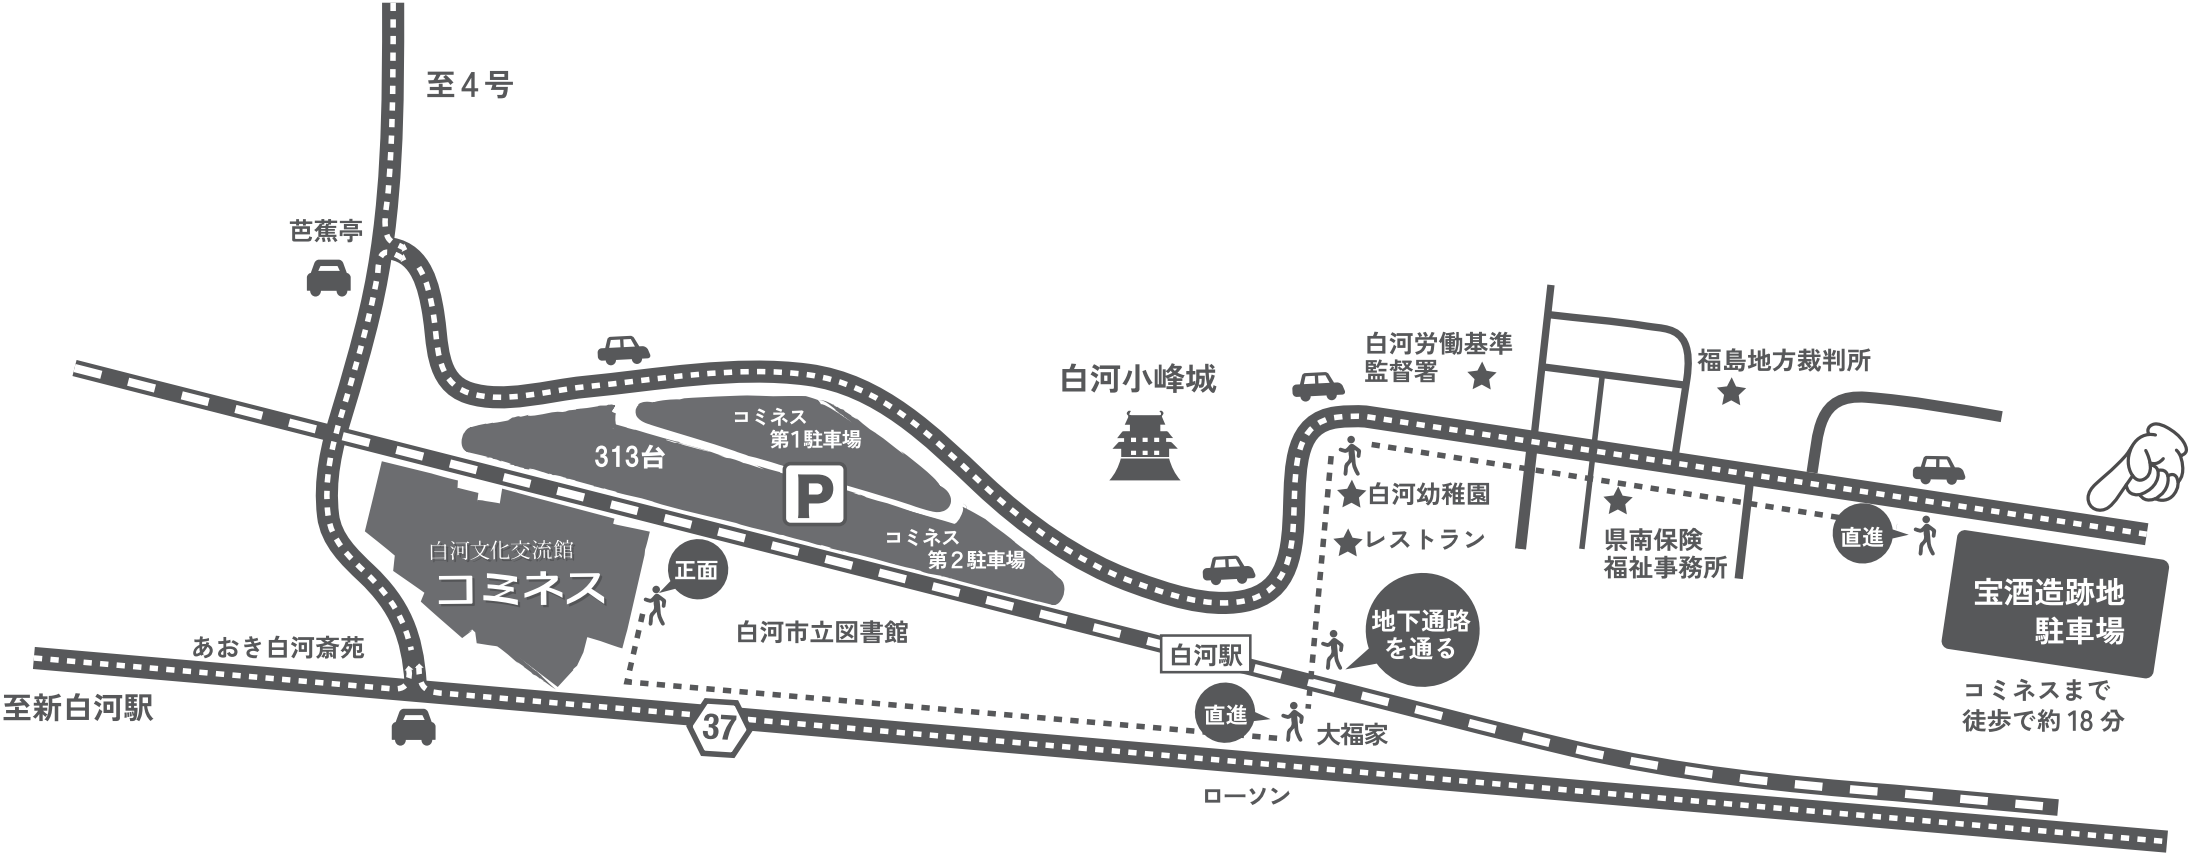 至4号
芭蕉亭
白河小峰城
白河労働基準
監督署
福島地方裁判所
コミネス
第1駐車場
313台
P
白河幼稚園
レストラン
コミネス
第2駐車場
県南保険
福祉事務所
直進
白河文化交流館
コミネス
正面
白河市立図書館
地下通路
を通る
宝酒造跡地
駐車場
あおき白河斎苑
白河駅
至新白河駅
直進
大福家
37
コミネスまで
徒歩で約18分
ローソン